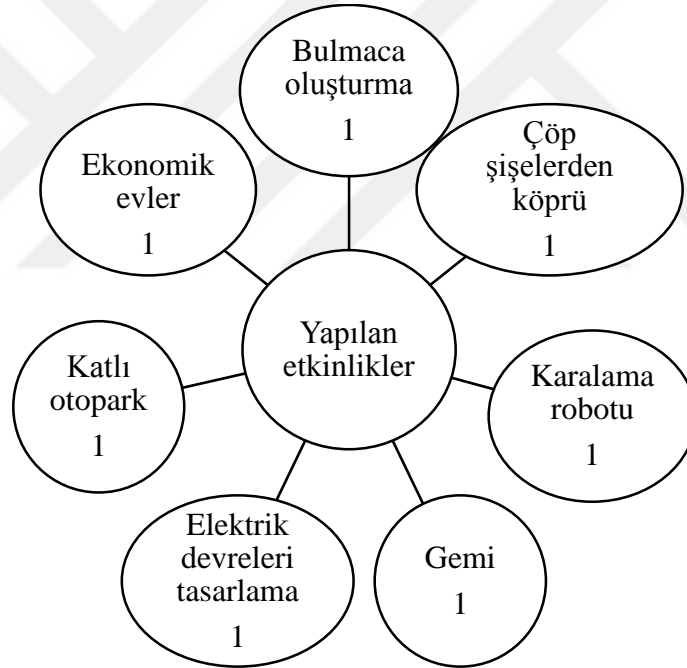 Bulmaca
oluşturma
1
Çöp
şişelerden
köprü
1
Karalama
robotu
1
Gemi
1
Elektrik
devreleri
tasarlama
1
Katlı
otopark
1
Ekonomik
evler
1
Yapılan
etkinlikler